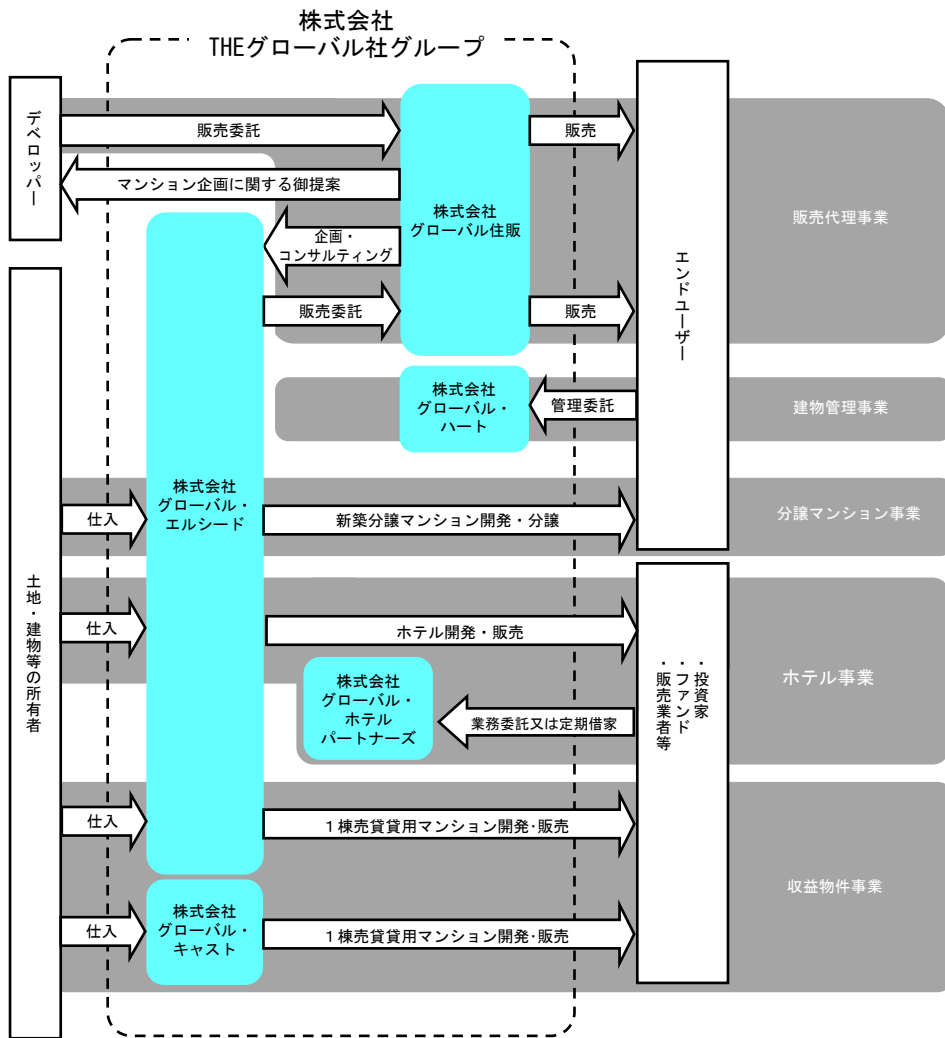 株式会社
THEグローバル社グループ
デベロッパー
販売委託
販売
マンション企画に関する御提案
株式会社
グローバル住販
企画・
コンサルティング
販売委託
販売
エンドユーザー
販売代理事業
株式会社
グローバル・
ハート
管理委託
建物管理事業
土地・建物等の所有者
株式会社
グローバル・
エルシード
仕入
新築分譲マンション開発・分譲
分譲マンション事業
仕入
ホテル開発・販売
・投資家
・ファンド
・販売業者等
ホテル事業
株式会社
グローバル・
ホテル
パートナーズ
業務委託又は定期借家
仕入
１棟売賃貸用マンション開発・販売
収益物件事業
株式会社
グローバル・
キャスト
仕入
１棟売賃貸用マンション開発・販売